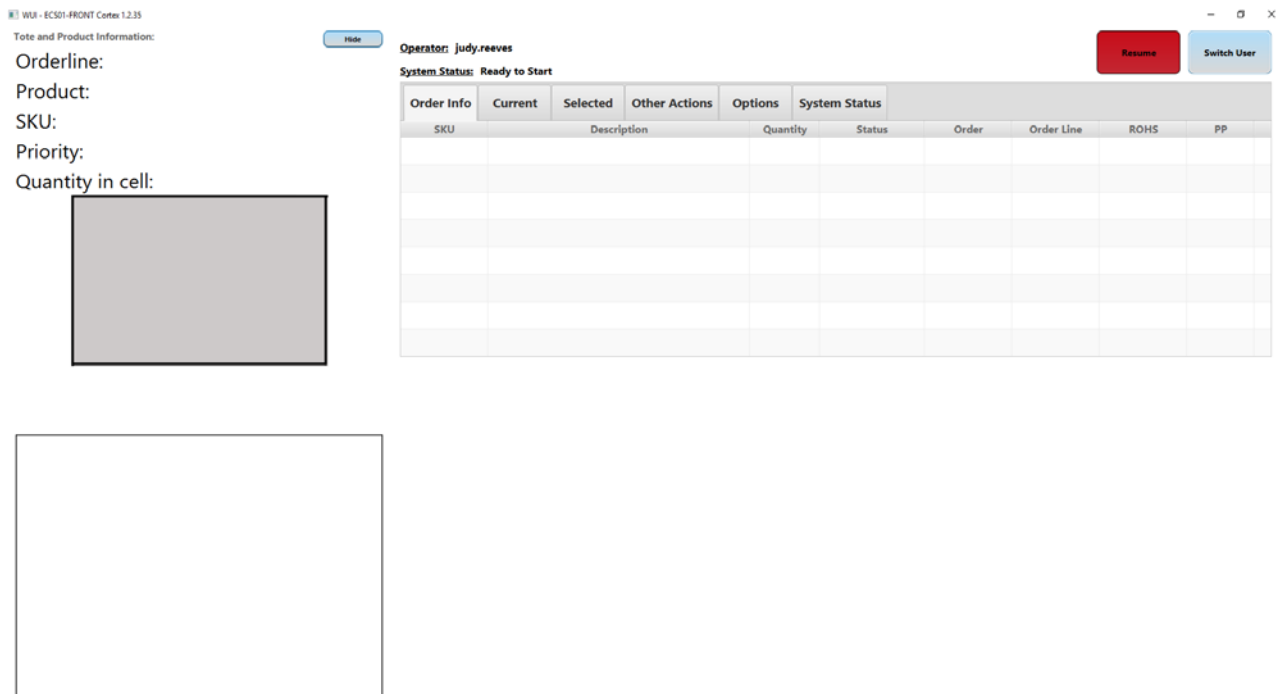 WUI - ECS01-FRONT Cortex 1.2.35
Tote and Product Information:
Hide
Orderline:
Product:
SKU:
Priority:
Quantity in cell:
Operator: judy.reeves
System Status: Ready to Start
Resume
Switch User
Order Info Current Selected Other Actions Options System Status
SKU Description Quantity Status Order Order Line ROHS PP